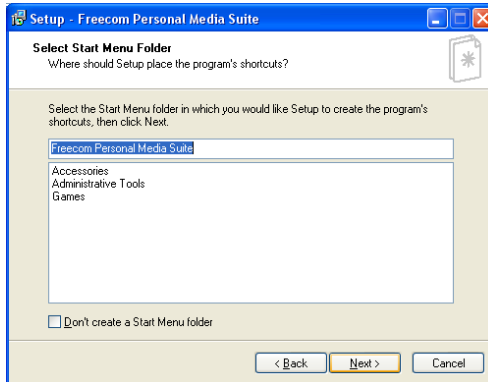 Setup - Freecom Personal Media Suite
Select Start Menu Folder
Where should Setup place the program's shortcuts?
Select the Start Menu folder in which you would like Setup to create the program's
shortcuts, then click Next.
Freecom Personal Media Suite
Accessories
Administrative Tools
Games
Don't create a Start Menu folder
< Back
Next >
Cancel